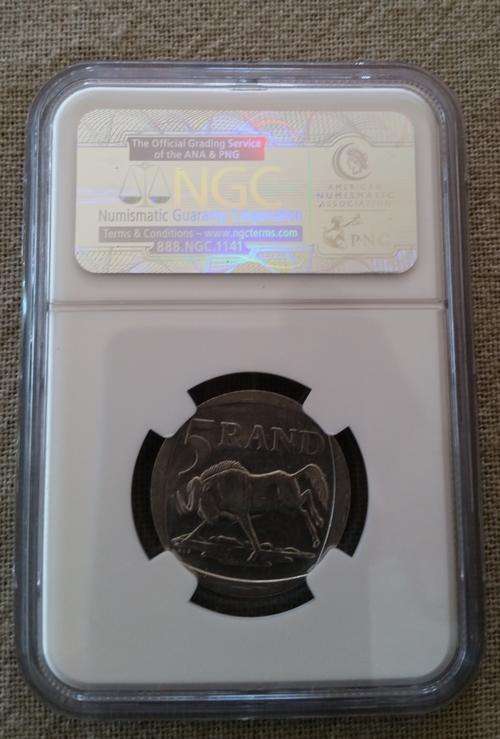 The Official Grading Service
of the ANA & PNG
NGC
Numismatic Guaranty Corporation
Terms & Conditions – www.ngcterms.com
888.NGC.1141
AMERICAN
NUMISMATIC
ASSOCIATION
PNG
5 RAND